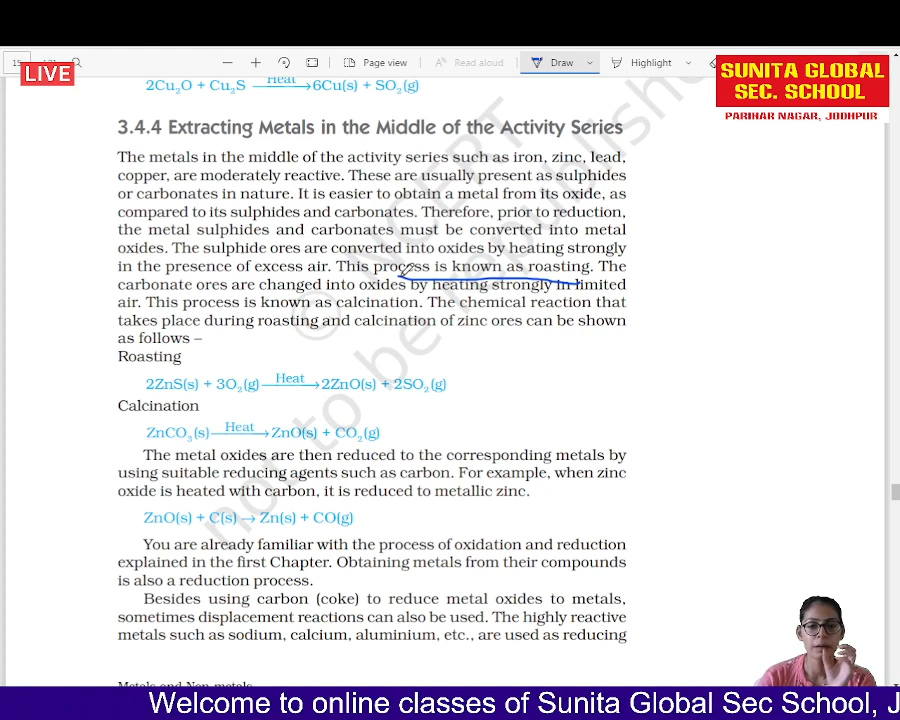 15
LIVE
Page view
Read aloud
Draw
Highlight
SUNITA GLOBAL
SEC. SCHOOL
PARIHAR NAGAR, JODHPUR
2Cu₂O + Cu₂S Heat→ 6Cu(s) + SO₂(g)
3.4.4 Extracting Metals in the Middle of the Activity Series
The metals in the middle of the activity series such as iron, zinc, lead,
copper, are moderately reactive. These are usually present as sulphides
or carbonates in nature. It is easier to obtain a metal from its oxide, as
compared to its sulphides and carbonates. Therefore, prior to reduction,
the metal sulphides and carbonates must be converted into metal
oxides. The sulphide ores are converted into oxides by heating strongly
in the presence of excess air. This process is known as roasting. The
carbonate ores are changed into oxides by heating strongly in limited
air. This process is known as calcination. The chemical reaction that
takes place during roasting and calcination of zinc ores can be shown
as follows –
Roasting
2ZnS(s) + 3O₂(g) Heat→ 2ZnO(s) + 2SO₂(g)
Calcination
ZnCO₃(s) Heat→ ZnO(s) + CO₂(g)
The metal oxides are then reduced to the corresponding metals by
using suitable reducing agents such as carbon. For example, when zinc
oxide is heated with carbon, it is reduced to metallic zinc.
ZnO(s) + C(s) → Zn(s) + CO(g)
You are already familiar with the process of oxidation and reduction
explained in the first Chapter. Obtaining metals from their compounds
is also a reduction process.
Besides using carbon (coke) to reduce metal oxides to metals,
sometimes displacement reactions can also be used. The highly reactive
metals such as sodium, calcium, aluminium, etc., are used as reducing
Metals and Non-metals
© NCERT
not to be republished
Welcome to online classes of Sunita Global Sec School, J